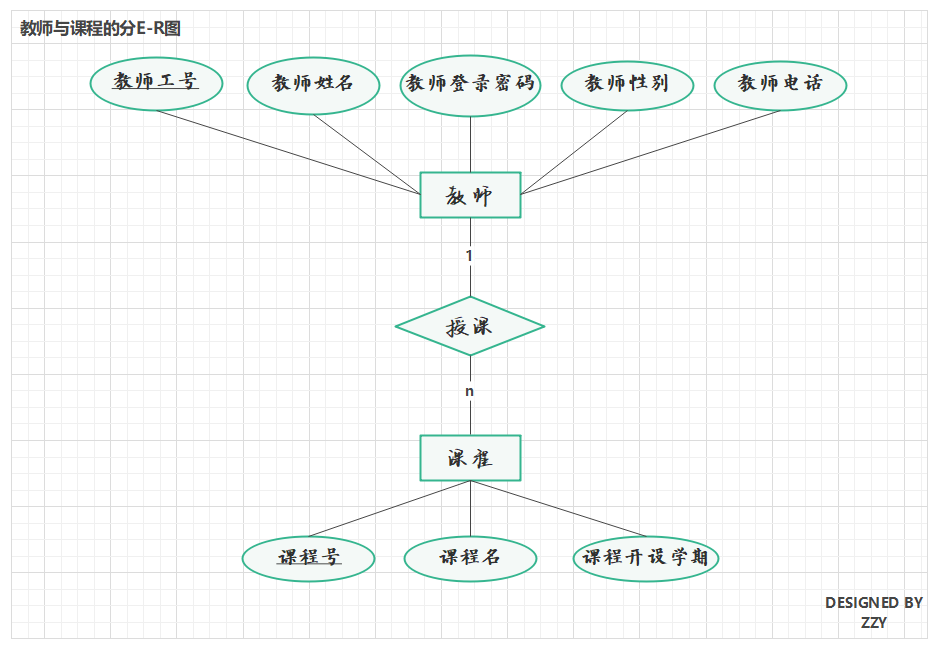 教师与课程的分E-R图
教师工号
教师姓名
教师登录密码
教师性别
教师电话
教师
1
授课
n
课程
课程号
课程名
课程开设学期
DESIGNED BY
ZZY